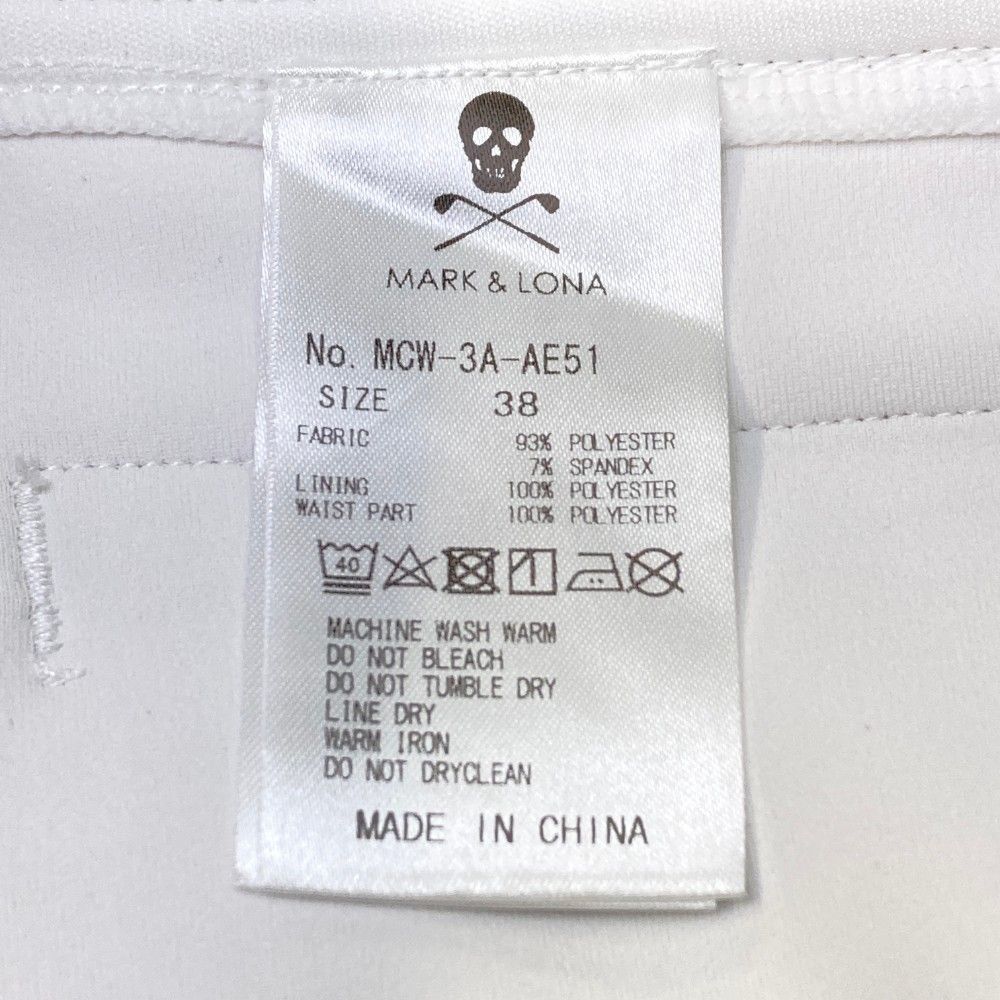 MARK & LONA
No. MCW-3A-AE51
SIZE 38
FABRIC 93% POLYESTER
7% SPANDEX
LINING 100% POLYESTER
WAIST PART 100% POLYESTER
40
MACHINE WASH WARM
DO NOT BLEACH
DO NOT TUMBLE DRY
LINE DRY
WARM IRON
DO NOT DRYCLEAN
MADE IN CHINA